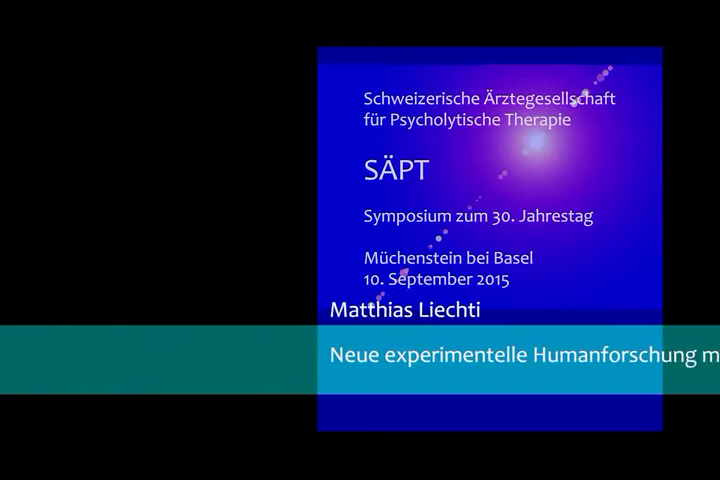 Schweizerische Ärztegesellschaft
für Psycholytische Therapie
SÄPT
Symposium zum 30. Jahrestag
Müchenstein bei Basel
10. September 2015
Matthias Liechti
Neue experimentelle Humanforschung m